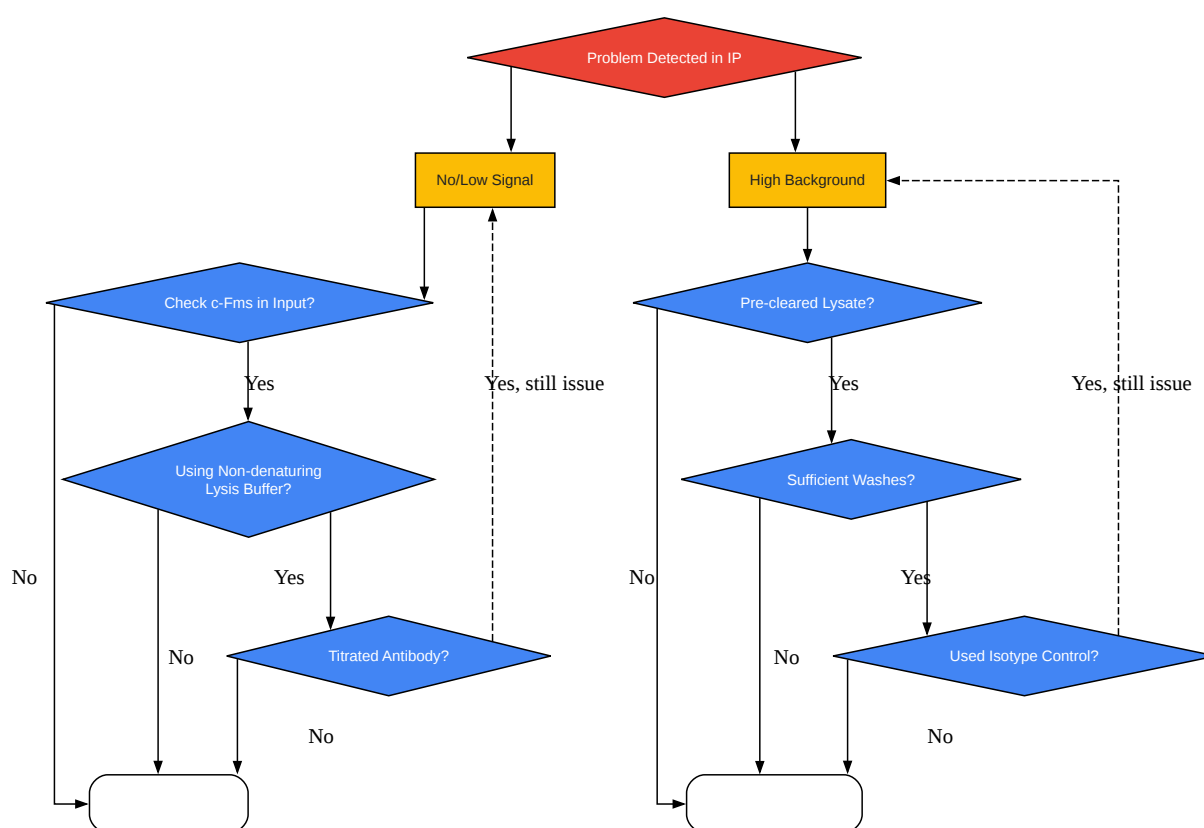 Problem Detected in IP
No/Low Signal
High Background
Check c-Fms in Input?
Pre-cleared Lysate?
Yes
Yes, still issue
Yes
Yes, still issue
Using Non-denaturing
Lysis Buffer?
Sufficient Washes?
No
Yes
No
Yes
No
Titrated Antibody?
No
Used Isotype Control?
No
No